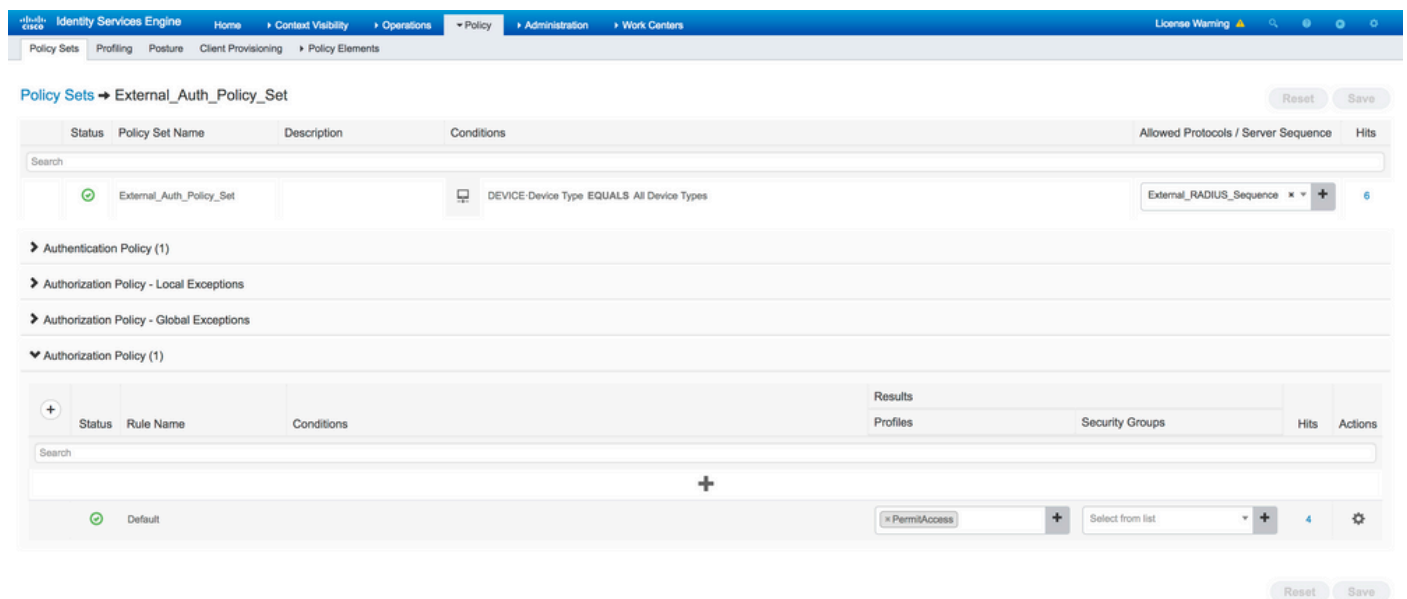 cisco Identity Services Engine Home Context Visibility Operations Policy Administration Work Centers License Warning
Policy Sets Profiling Posture Client Provisioning Policy Elements
Policy Sets → External_Auth_Policy_Set Reset Save
Status Policy Set Name Description Conditions Allowed Protocols / Server Sequence Hits
Search
External_Auth_Policy_Set DEVICE·Device Type EQUALS All Device Types External_RADIUS_Sequence × + 6
Authentication Policy (1)
Authorization Policy - Local Exceptions
Authorization Policy - Global Exceptions
Authorization Policy (1)
Results
+ Status Rule Name Conditions Profiles Security Groups Hits Actions
Search
+
Default × PermitAccess + Select from list + 4
Reset Save